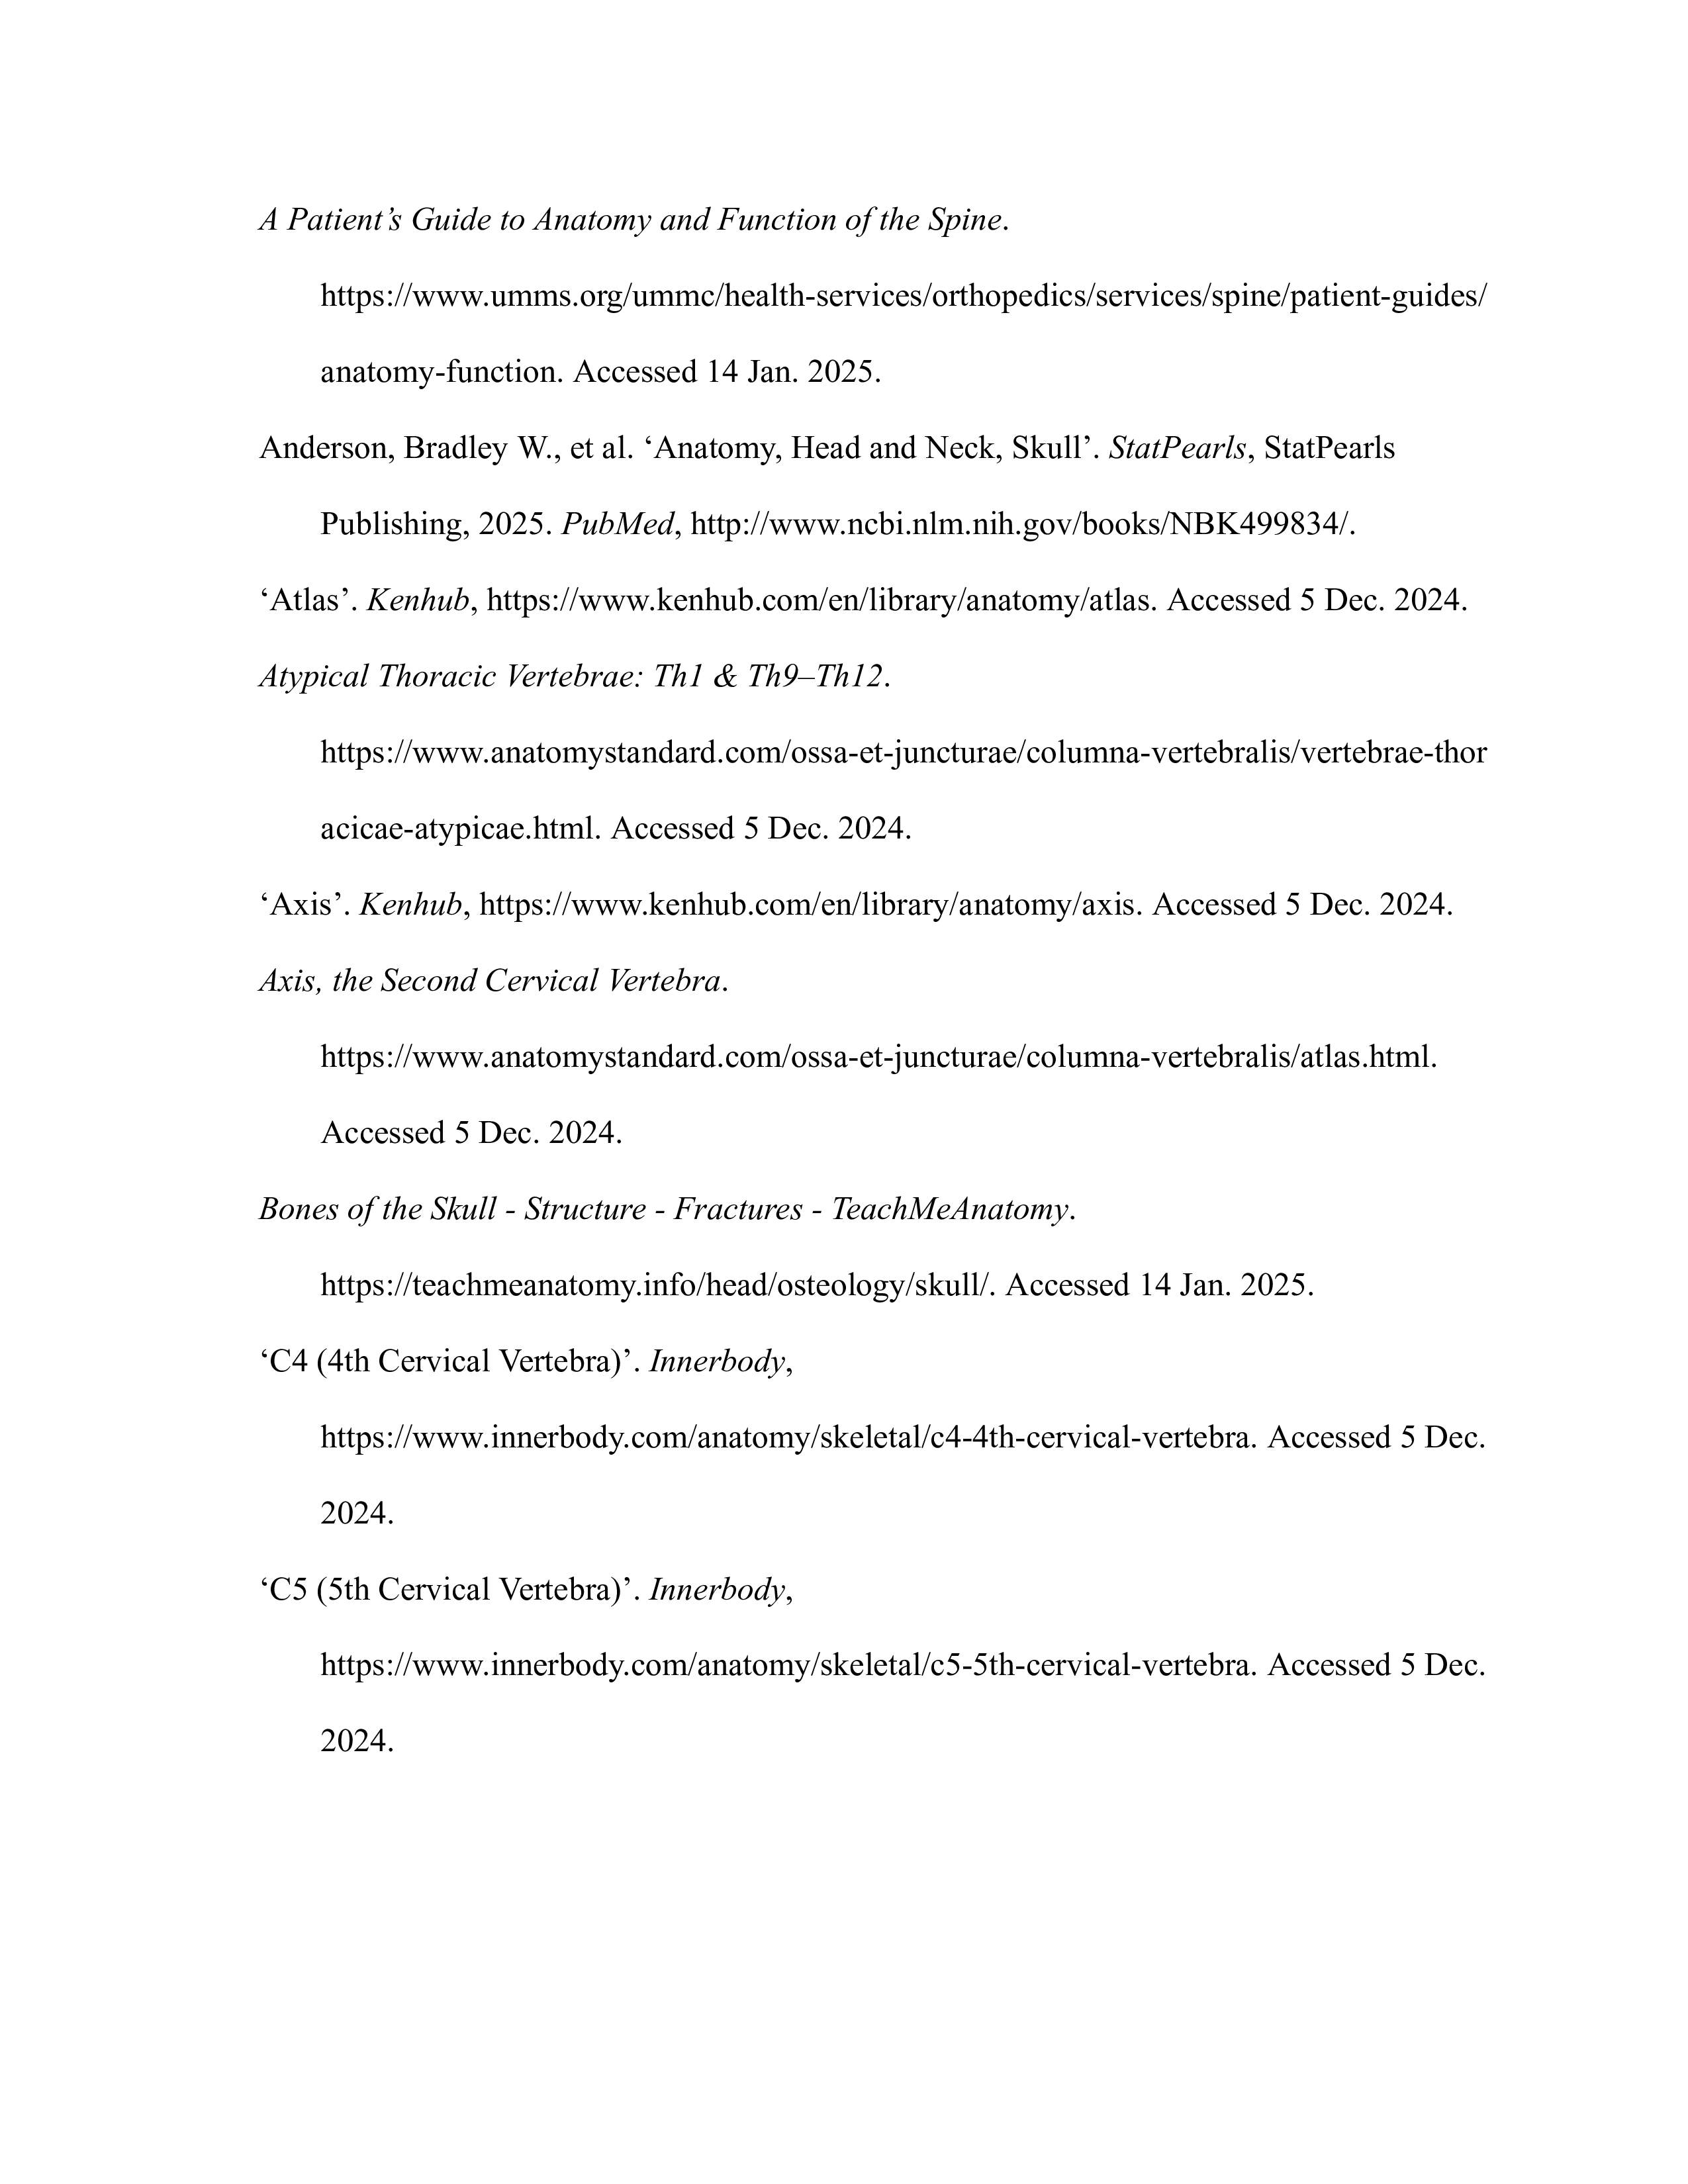 A Patient’s Guide to Anatomy and Function of the Spine.
https://www.umms.org/ummc/health-services/orthopedics/services/spine/patient-guides/
anatomy-function. Accessed 14 Jan. 2025.
Anderson, Bradley W., et al. ‘Anatomy, Head and Neck, Skull’. StatPearls, StatPearls
Publishing, 2025. PubMed, http://www.ncbi.nlm.nih.gov/books/NBK499834/.
‘Atlas’. Kenhub, https://www.kenhub.com/en/library/anatomy/atlas. Accessed 5 Dec. 2024.
Atypical Thoracic Vertebrae: Th1 & Th9–Th12.
https://www.anatomystandard.com/ossa-et-juncturae/columna-vertebralis/vertebrae-thor
acicae-atypicae.html. Accessed 5 Dec. 2024.
‘Axis’. Kenhub, https://www.kenhub.com/en/library/anatomy/axis. Accessed 5 Dec. 2024.
Axis, the Second Cervical Vertebra.
https://www.anatomystandard.com/ossa-et-juncturae/columna-vertebralis/atlas.html.
Accessed 5 Dec. 2024.
Bones of the Skull - Structure - Fractures - TeachMeAnatomy.
https://teachmeanatomy.info/head/osteology/skull/. Accessed 14 Jan. 2025.
‘C4 (4th Cervical Vertebra)’. Innerbody,
https://www.innerbody.com/anatomy/skeletal/c4-4th-cervical-vertebra. Accessed 5 Dec.
2024.
‘C5 (5th Cervical Vertebra)’. Innerbody,
https://www.innerbody.com/anatomy/skeletal/c5-5th-cervical-vertebra. Accessed 5 Dec.
2024.